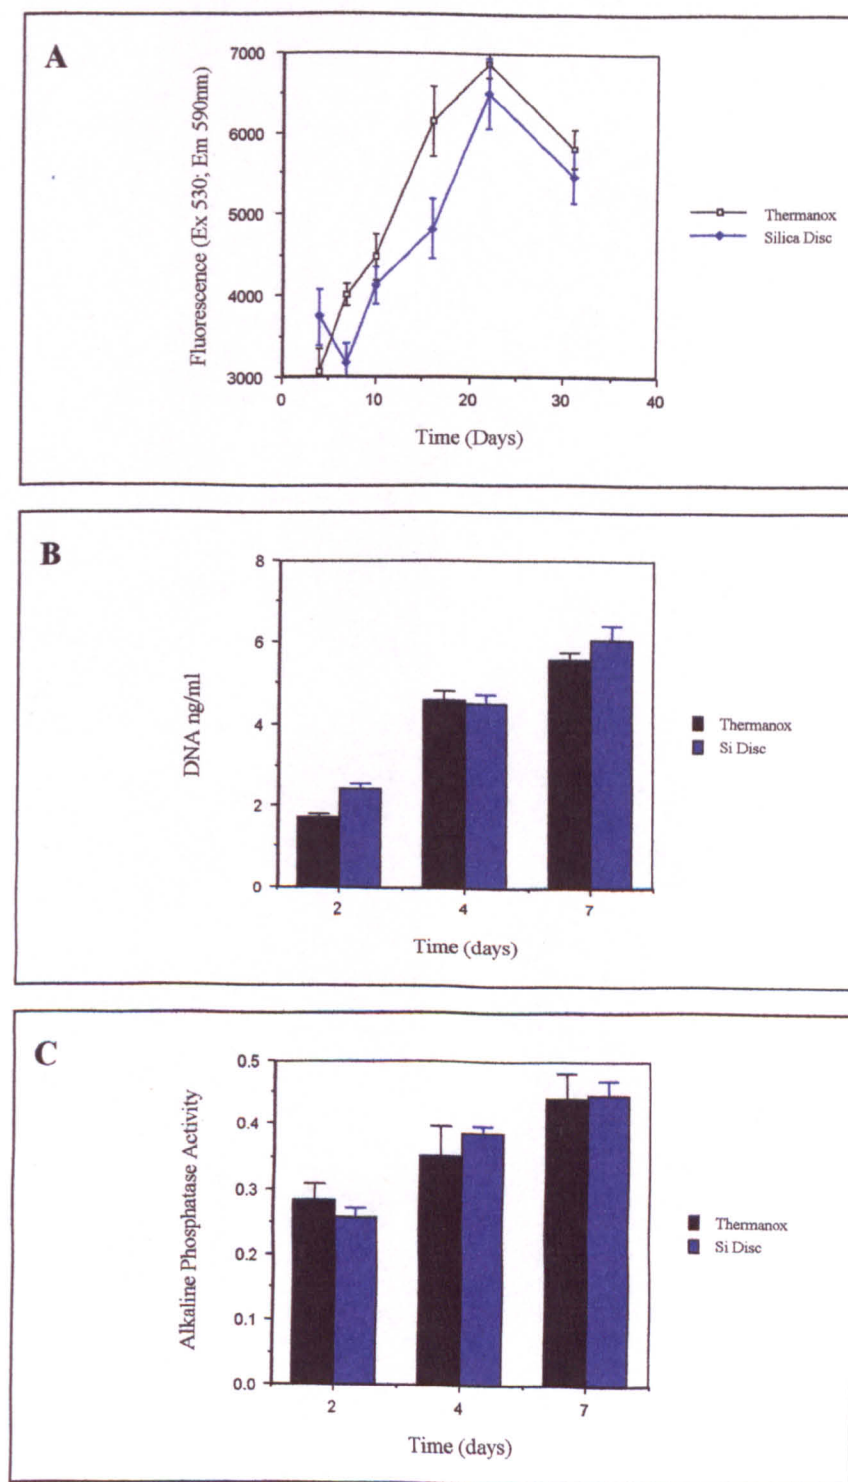 A
Fluorescence (Ex 530; Em 590nm)
7000
6000
5000
4000
3000
0
10
20
30
40
Time (Days)
Thermanox
Silica Disc
B
DNA ng/ml
8
6
4
2
0
2
4
7
Time (days)
Thermanox
Si Disc
C
Alkaline Phosphatase Activity
0.5
0.4
0.3
0.2
0.1
0.0
2
4
7
Time (days)
Thermanox
Si Disc